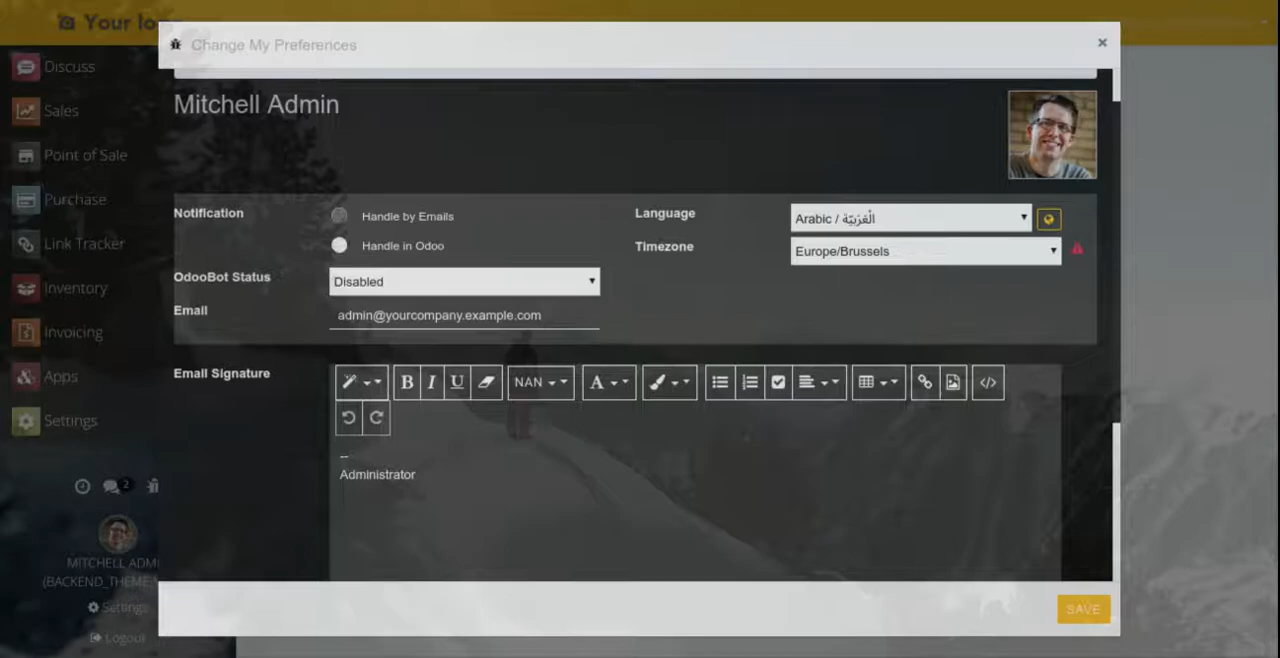 Your lo
Change My Preferences
×
Discuss
Sales
Point of Sale
Purchase
Link Tracker
Inventory
Invoicing
Apps
Settings
4
2
MITCHELL ADMI
(BACKEND_THEME
Settings
Logout
Mitchell Admin
Notification
Handle by Emails
Handle in Odoo
OdooBot Status
Disabled
Email
admin@yourcompany.example.com
Language
Arabic / الْعَرَبيّة
Timezone
Europe/Brussels
Email Signature
B I U NAN A </>
--
Administrator
SAVE